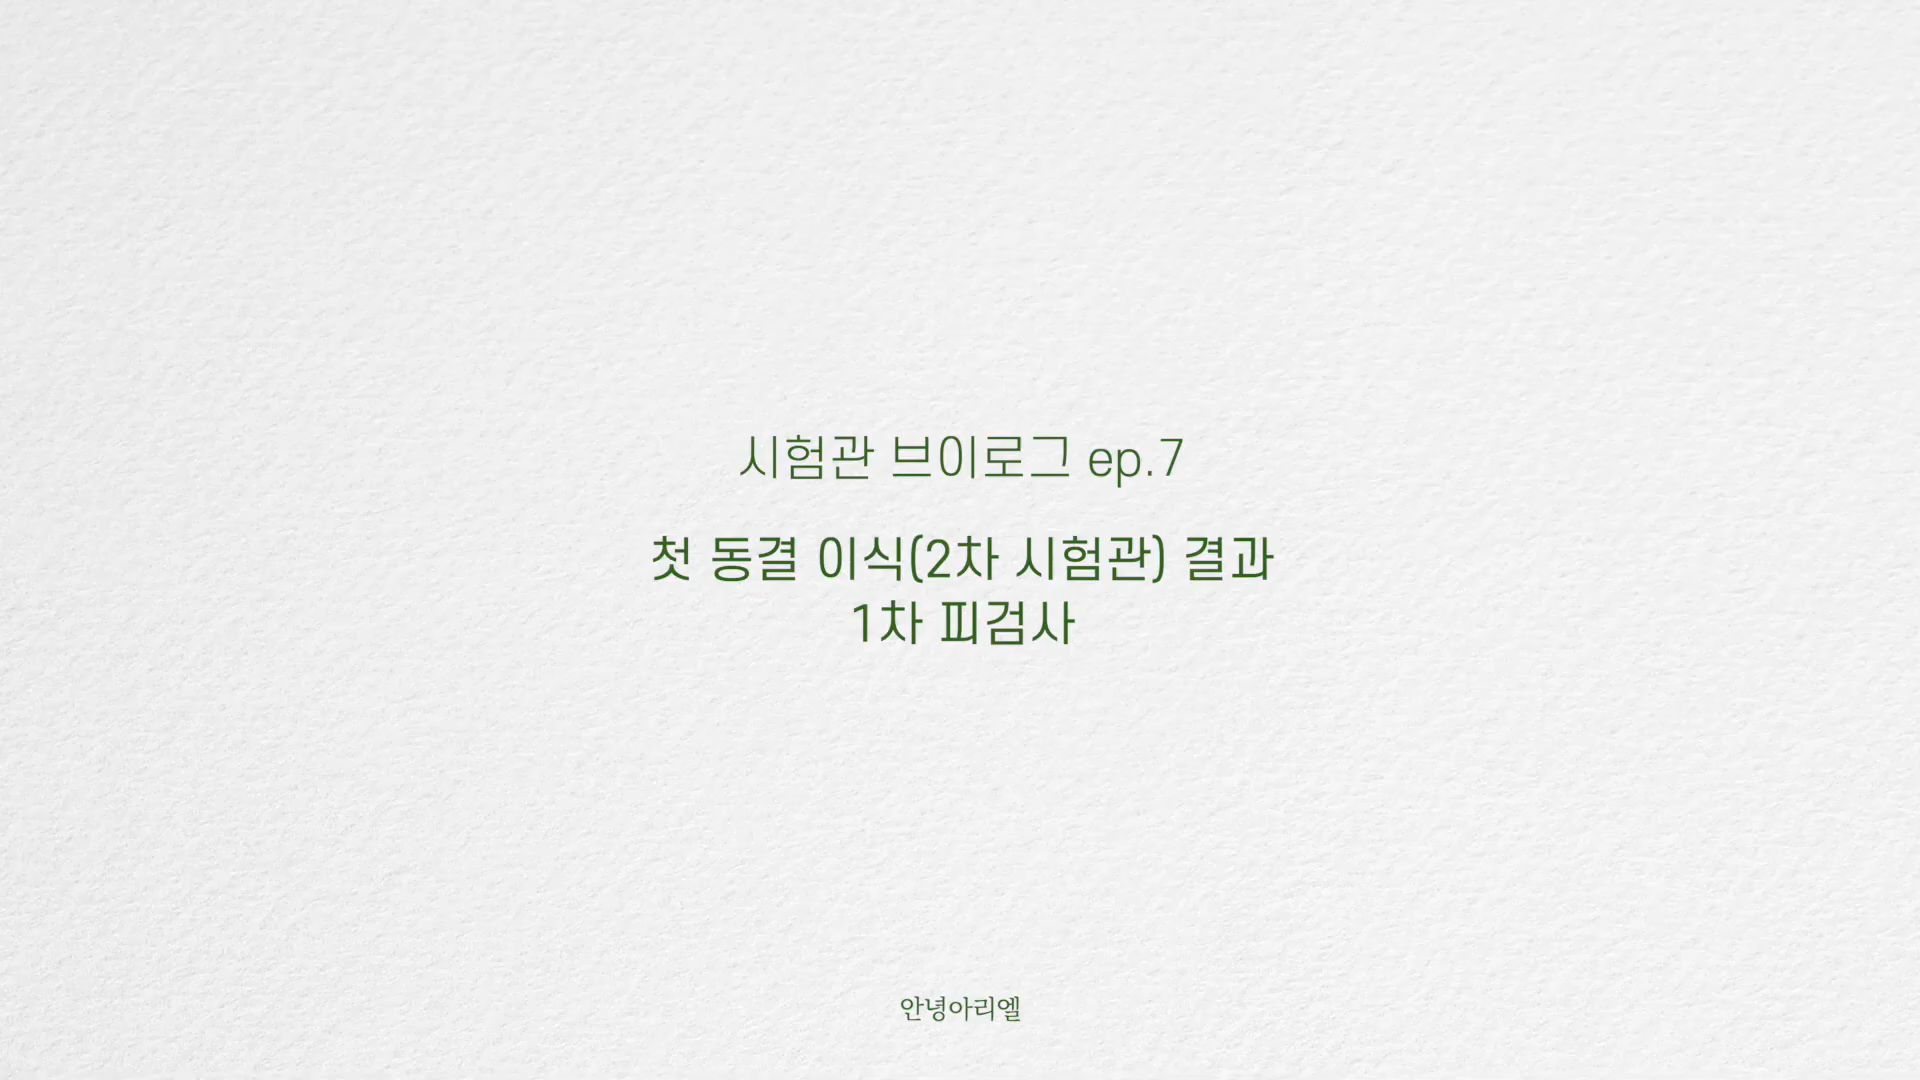 시험관 브이로그 ep.7
첫 동결 이식(2차 시험관) 결과
1차 피검사
안녕아리엘